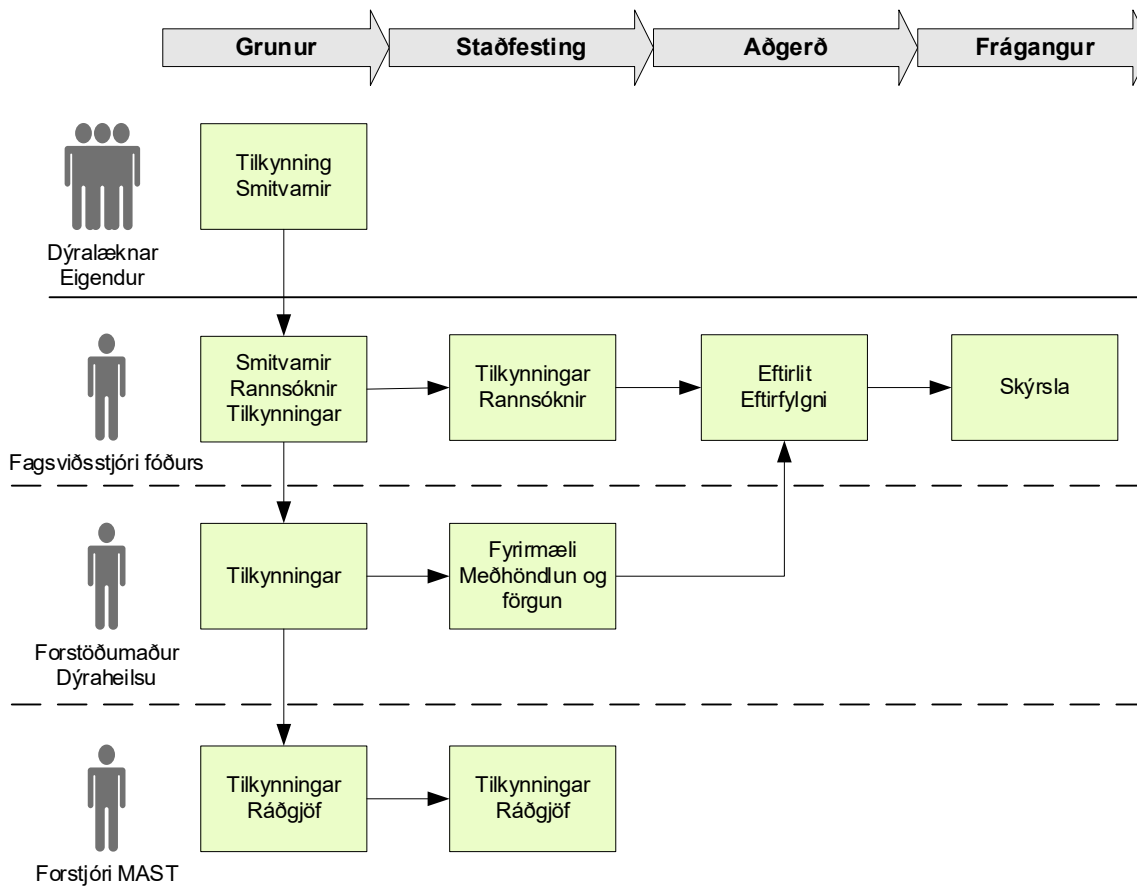 Grunur
Staðfesting
Aðgerð
Frágangur
Dýralæknar
Eigendur
Tilkynning
Smitvarnir
Fagsviðsstjóri fóðurs
Smitvarnir
Rannsóknir
Tilkynningar
Tilkynningar
Rannsóknir
Eftirlit
Eftirfylgni
Skýrsla
Forstöðumaður
Dýraheilsu
Tilkynningar
Fyrirmæli
Meðhöndlun og
förgun
Forstjóri MAST
Tilkynningar
Ráðgjöf
Tilkynningar
Ráðgjöf